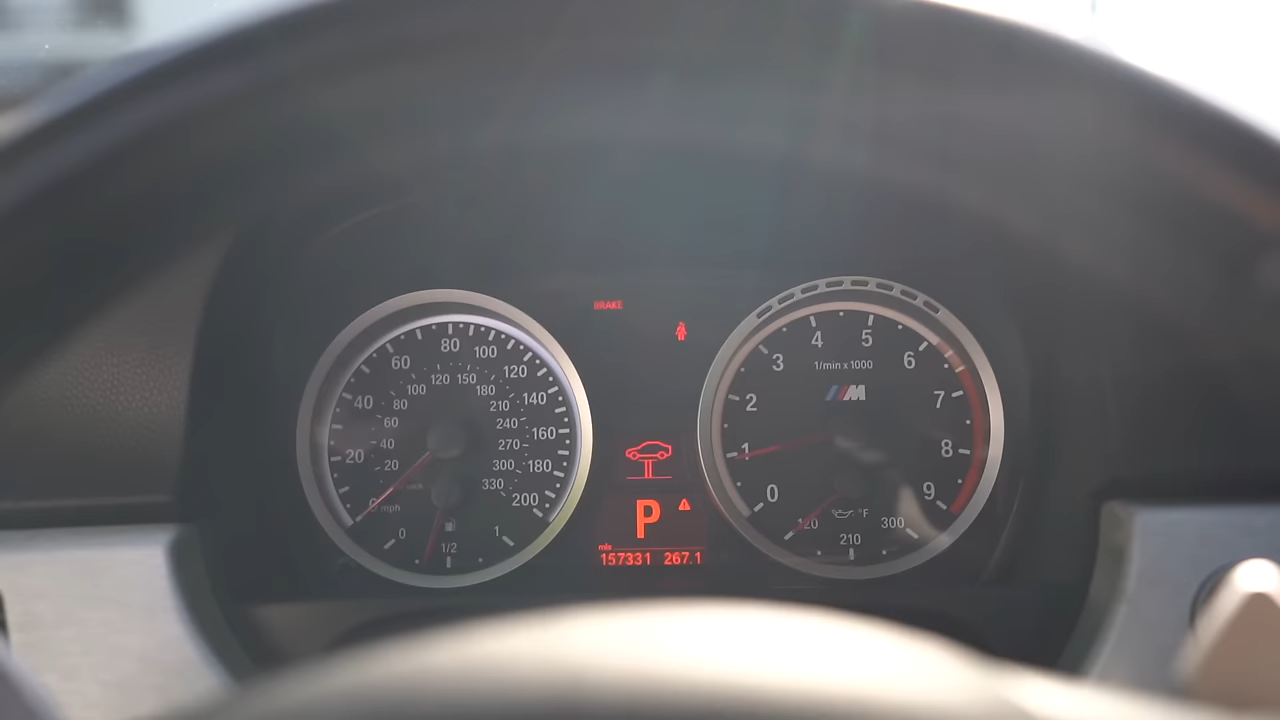 BRAKE
20 40 60 80 100 120 140 160 180 200
20 40 60 80 100 120 150 180 210 240 270 300 330
0 mph
0 1/2 1
0 1 2 3 4 5 6 7 8 9
1/min x 1000
M
°F
120 210 300
P
mls
157331 267.1